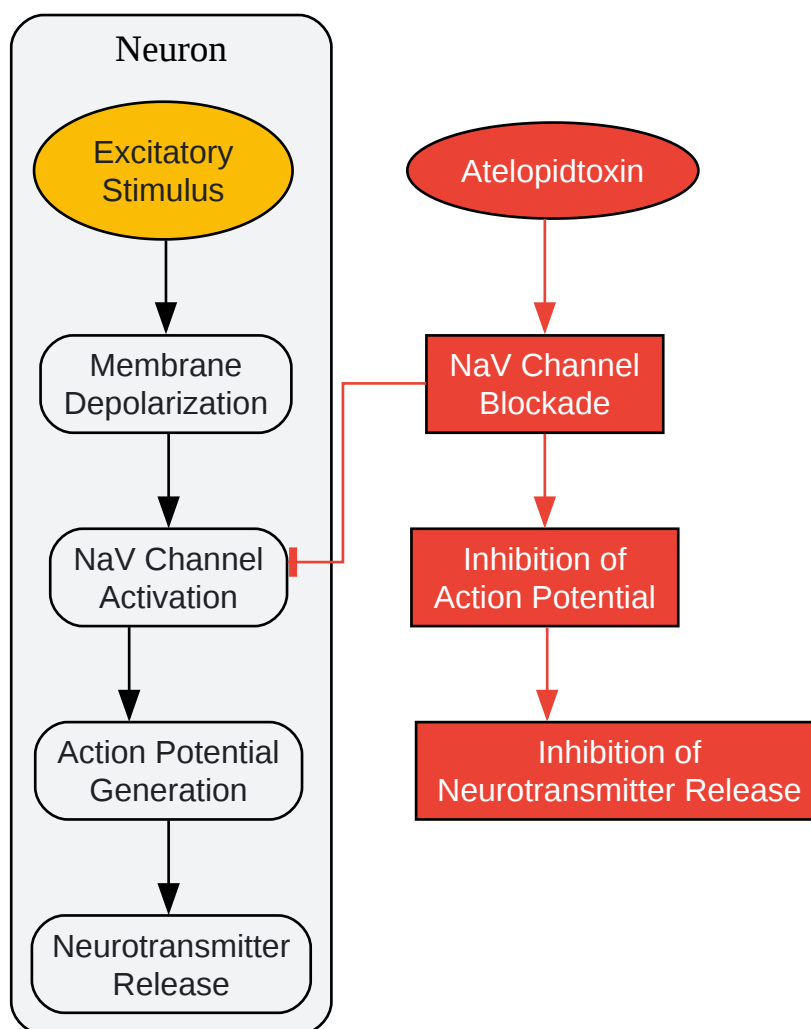 Neuron
Excitatory
Stimulus
Atelopidtoxin
Membrane
Depolarization
NaV Channel
Blockade
NaV Channel
Activation
Inhibition of
Action Potential
Action Potential
Generation
Inhibition of
Neurotransmitter Release
Neurotransmitter
Release